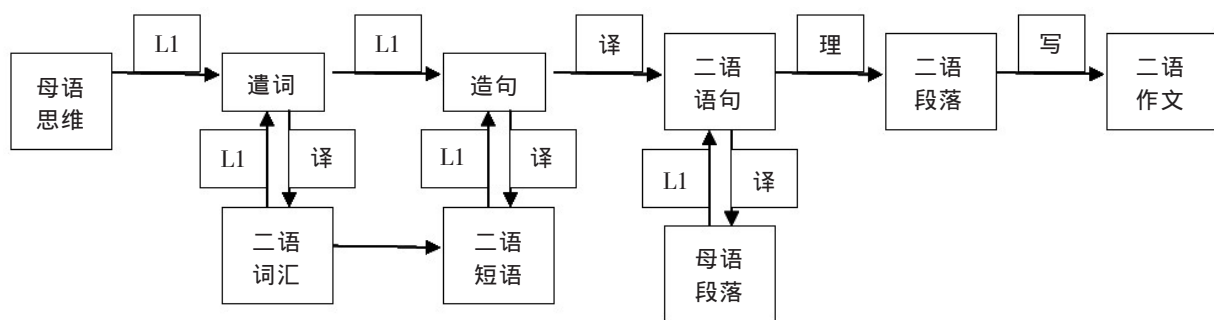 L1
L1
译
理
写
母语
思维
遣词
造句
二语
语句
二语
段落
二语
作文
L1
译
L1
译
L1
译
二语
词汇
二语
短语
母语
段落